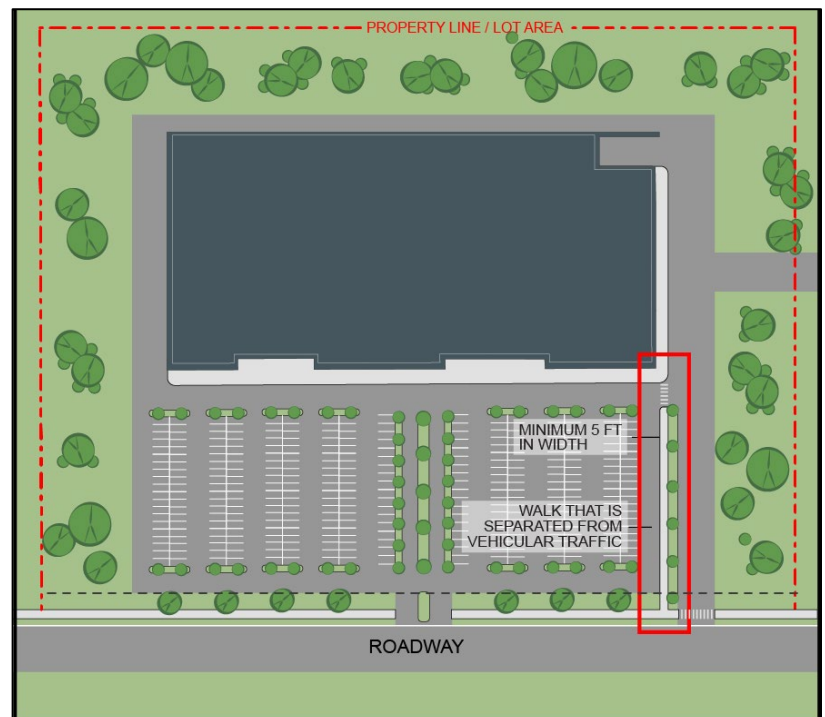 PROPERTY LINE / LOT AREA
MINIMUM 5 FT
IN WIDTH
WALK THAT IS
SEPARATED FROM
VEHICULAR TRAFFIC
ROADWAY